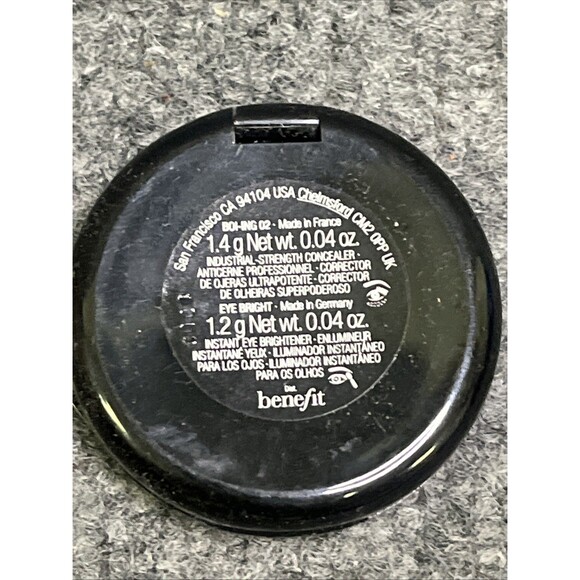 San Francisco CA 94104 USA Chelmsford CM2 0PP UK
BOI-ING 02 · Made in France
1.4 g Net wt. 0.04 oz.
INDUSTRIAL-STRENGTH CONCEALER ·
ANTICERNE PROFESSIONNEL · CORRECTOR
DE OJERAS ULTRAPOTENTE · CORRECTOR
DE OLHEIRAS SUPERPODEROSO
EYE BRIGHT · Made in Germany
1.2 g Net wt. 0.04 oz.
INSTANT EYE BRIGHTENER · ENLUMINEUR
INSTANTANÉ YEUX · ILUMINADOR INSTANTÁNEO
PARA LOS OJOS · ILUMINADOR INSTANTÂNEO
PARA OS OLHOS
Dist.
benefit